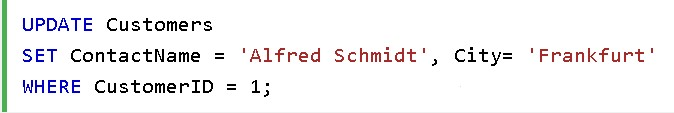 UPDATE Customers
SET ContactName = 'Alfred Schmidt', City= 'Frankfurt'
WHERE CustomerID = 1;